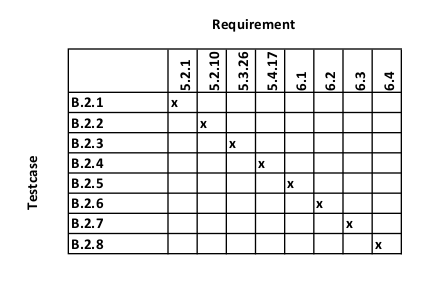 Requirement
5.2.1 5.2.10 5.3.26 5.4.17 6.1 6.2 6.3 6.4
Testcase
B.2.1 x
B.2.2 x
B.2.3 x
B.2.4 x
B.2.5 x
B.2.6 x
B.2.7 x
B.2.8 x